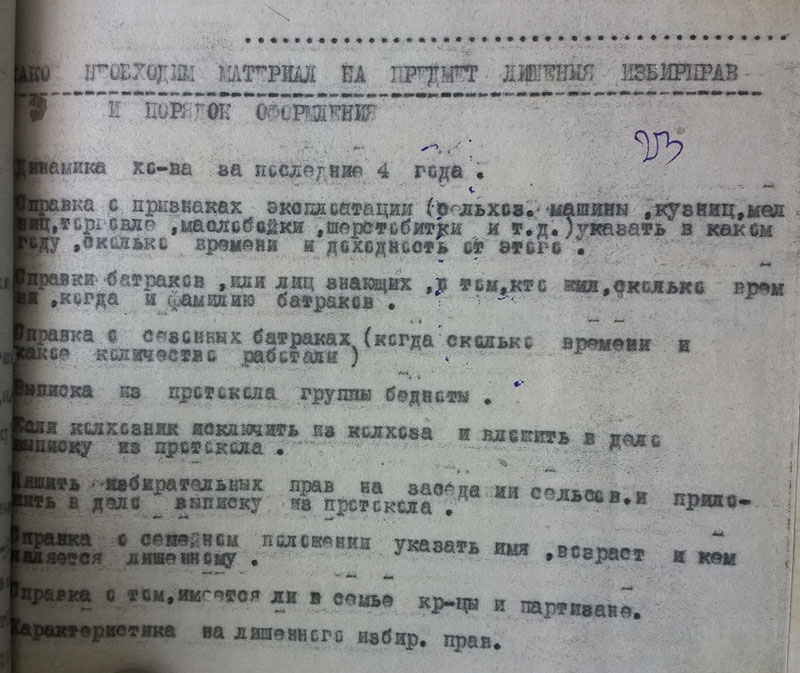 КАКО НЕОБХОДИМ МАТЕРИАЛ НА ПРЕДМЕТ ЛИШЕНИЯ ИЗБИРПРАВ
И ПОРЯДОК ОФОРМЛЕНИЯ
Динамика хо-ва за последние 4 года .
Справка о признаках эксплоатации (сельхоз. машины ,кузниц,мел
ниц,торговле ,маслобойки ,шерстобитки и т.д.)указать в каком
году ,сколько времени и доходность от этого .
Справки батраков ,или лиц знающих ,о том,кто жил,сколько врем
ни ,когда и фамилию батраков .
Справка о сезонных батраках (когда сколько времени и
какое количество работали )
Выписка из протокола группы бедноты .
Если колхозник исключить из колхоза и вложить в дело
выписку из протокола .
Лишить избирательных прав на заседа ии сельсов.и прило-
жить в дело выписку из протокола .
Справка о семейном положении указать имя ,возраст и кем
является лишенному .
Справка о том,имеется ли в семье кр-цы и партизане.
Характеристика на лишенного избир. прав.